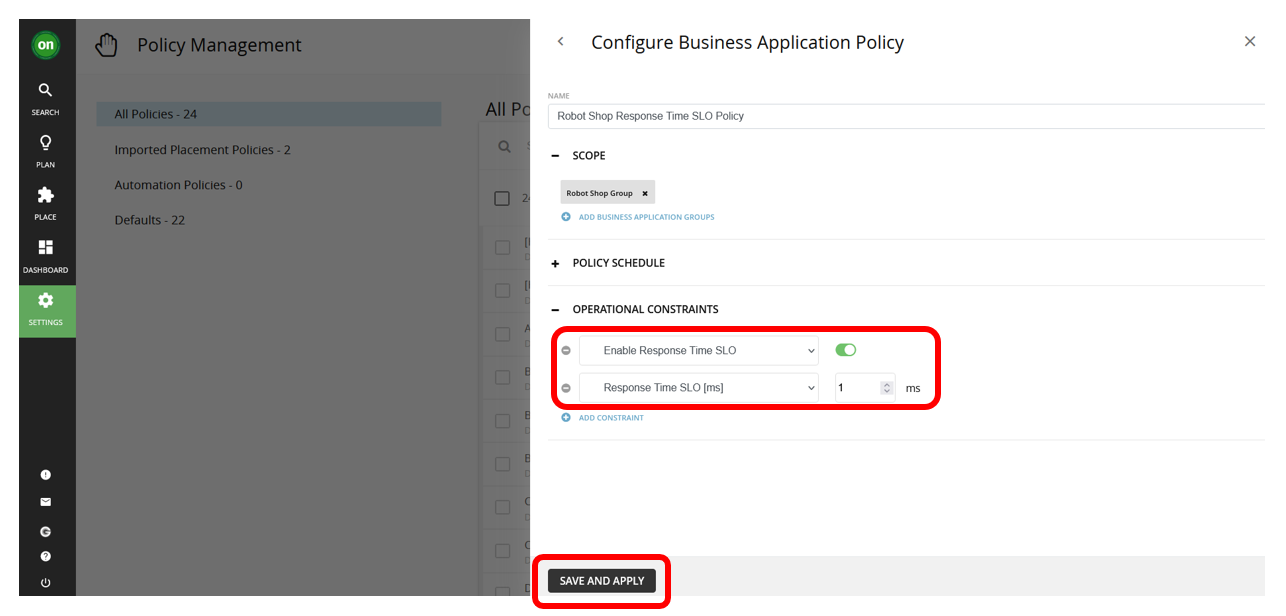 on
Policy Management
SEARCH
PLAN
PLACE
DASHBOARD
SETTINGS
All Policies - 24
Imported Placement Policies - 2
Automation Policies - 0
Defaults - 22
All Po
Configure Business Application Policy
NAME
Robot Shop Response Time SLO Policy
SCOPE
Robot Shop Group
ADD BUSINESS APPLICATION GROUPS
POLICY SCHEDULE
OPERATIONAL CONSTRAINTS
Enable Response Time SLO
Response Time SLO [ms] 1 ms
ADD CONSTRAINT
SAVE AND APPLY